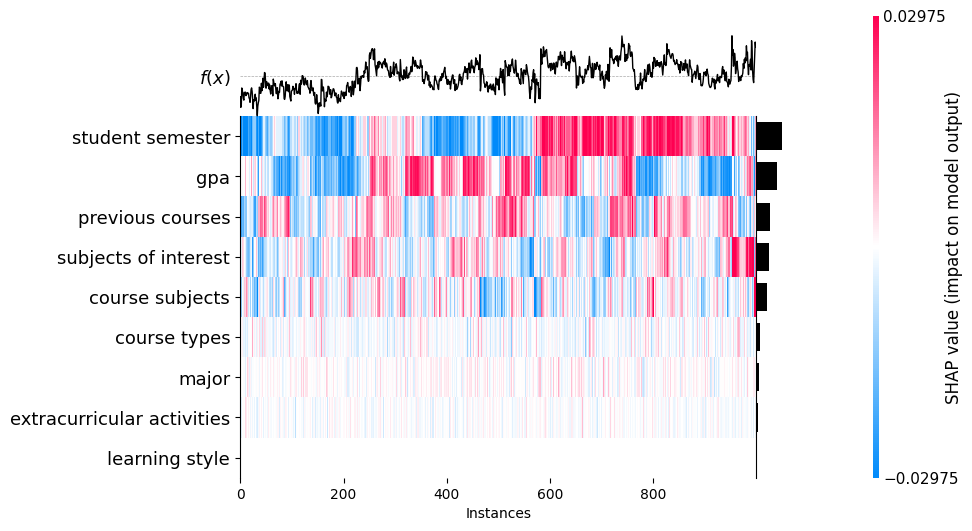 0.02975
f(x)
student semester
gpa
previous courses
subjects of interest
course subjects
course types
major
extracurricular activities
learning style
0 200 400 600 800
Instances
−0.02975
SHAP value (impact on model output)